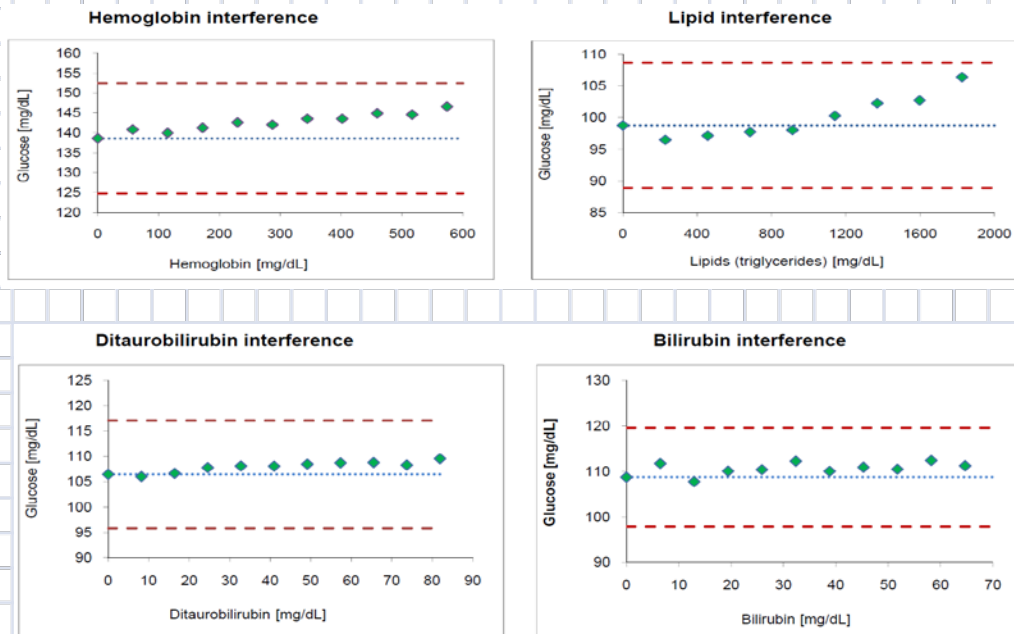 Hemoglobin interference
Glucose [mg/dL]
160
155
150
145
140
135
130
125
120
0 100 200 300 400 500 600
Hemoglobin [mg/dL]
Lipid interference
Glucose [mg/dL]
110
105
100
95
90
85
0 400 800 1200 1600 2000
Lipids (triglycerides) [mg/dL]
Ditaurobilirubin interference
Glucose [mg/dL]
125
120
115
110
105
100
95
90
0 10 20 30 40 50 60 70 80 90
Ditaurobilirubin [mg/dL]
Bilirubin interference
Glucose [mg/dL]
130
120
110
100
90
0 10 20 30 40 50 60 70
Bilirubin [mg/dL]